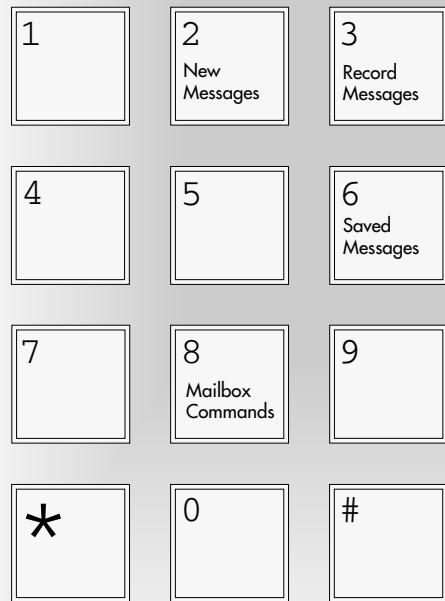 1
2
New
Messages
3
Record
Messages
4
5
6
Saved
Messages
7
8
Mailbox
Commands
9
*
0
#